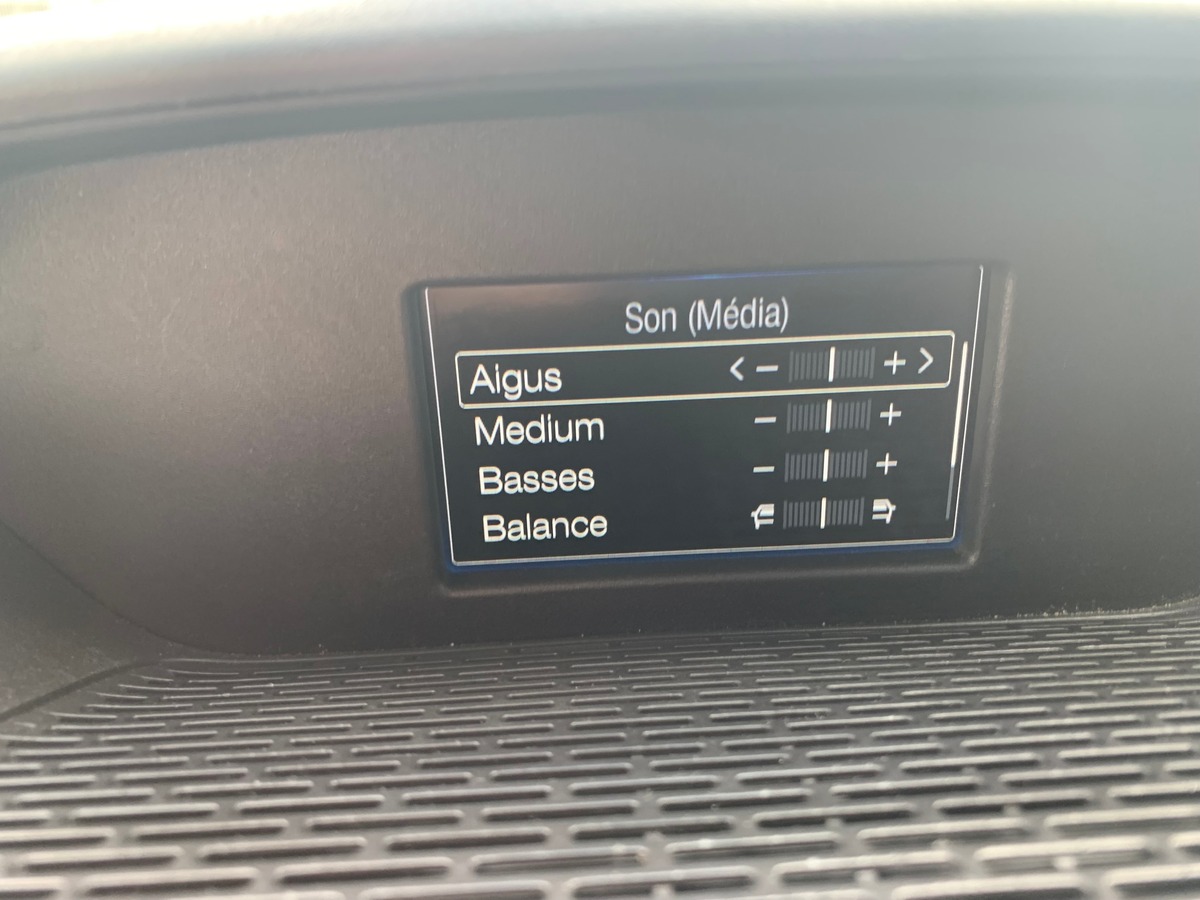 Son (Média)
Aigus < − + >
Medium − +
Basses − +
Balance